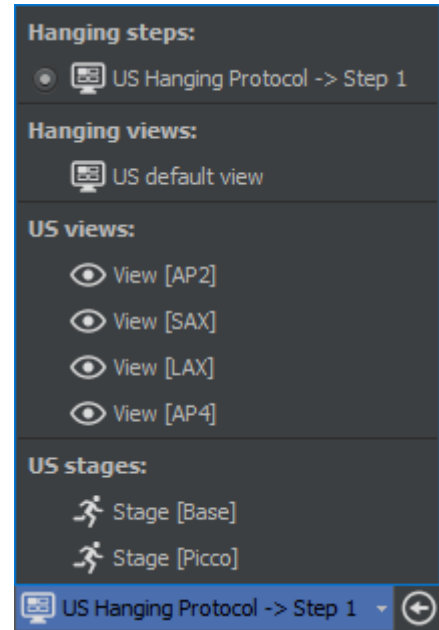 Hanging steps:
US Hanging Protocol -> Step 1
Hanging views:
US default view
US views:
View [AP2]
View [SAX]
View [LAX]
View [AP4]
US stages:
Stage [Base]
Stage [Picco]
US Hanging Protocol -> Step 1